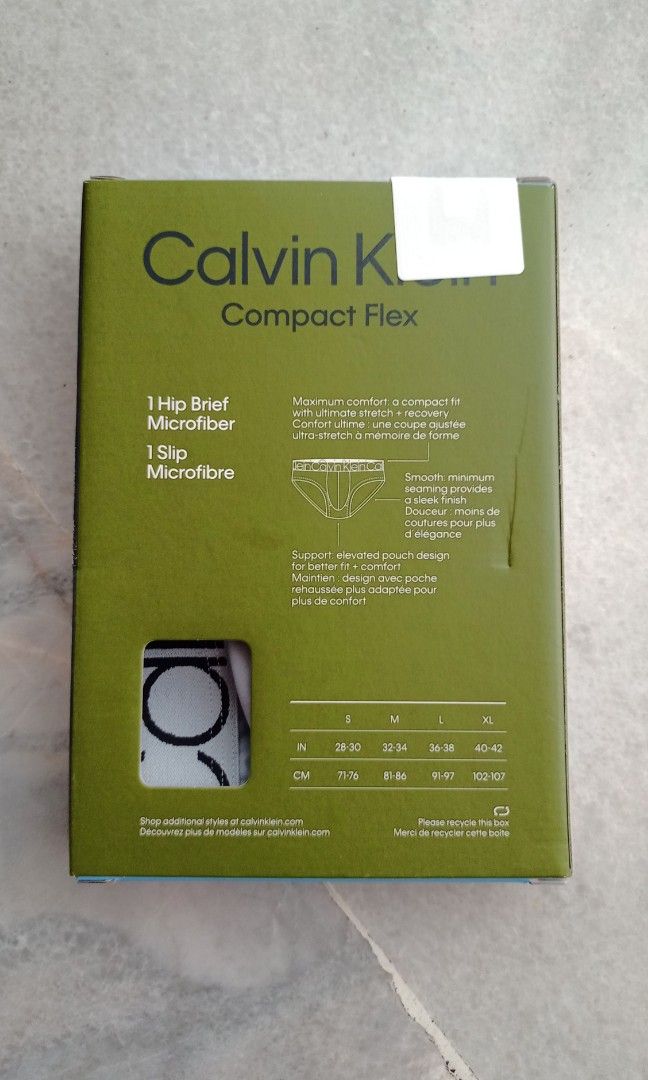 Calvin Klein
Compact Flex
1 Hip Brief
Microfiber
1 Slip
Microfibre
Maximum comfort: a compact fit
with ultimate stretch + recovery
Confort ultime : une coupe ajustée
ultra-stretch à mémoire de forme
lein Calvin Klein Ca
Smooth: minimum
seaming provides
a sleek finish
Douceur : moins de
coutures pour plus
d'élégance
Support: elevated pouch design
for better fit + comfort
Maintien : design avec poche
rehaussée plus adaptée pour
plus de confort
S M L XL
IN 28-30 32-34 36-38 40-42
CM 71-76 81-86 91-97 102-107
Shop additional styles at calvinklein.com
Découvrez plus de modèles sur calvinklein.com
Please recycle this box
Merci de recycler cette boîte